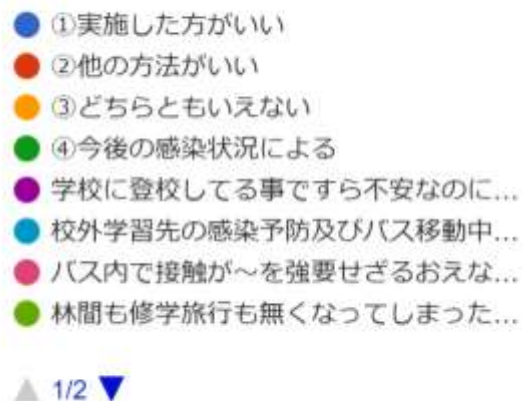 ①実施した方がいい
②他の方法がいい
③どちらともいえない
④今後の感染状況による
学校に登校してる事ですら不安なのに...
校外学習先の感染予防及びバス移動中...
バス内で接触が～を強要せざるおえな...
林間も修学旅行も無くなってしまった...
1/2